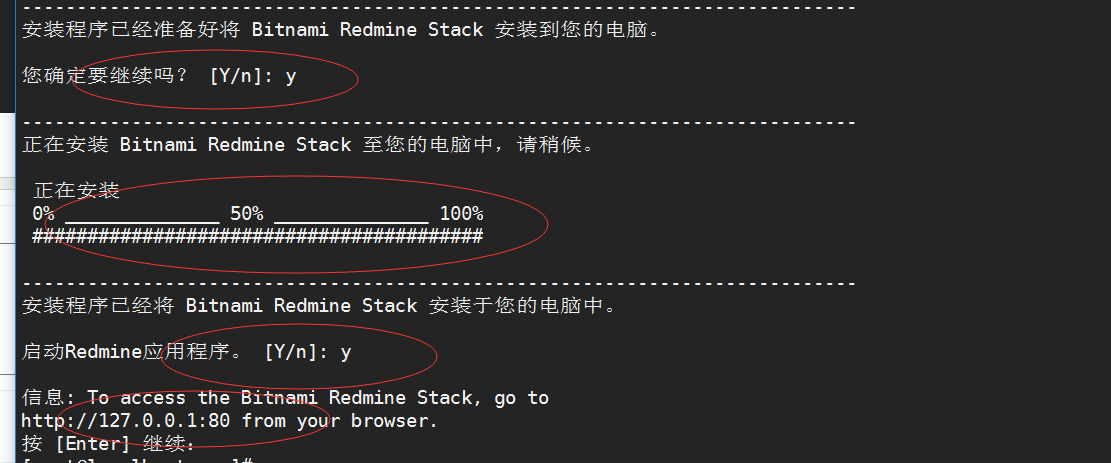 --------------------------------------------------------------------------------
安装程序已经准备好将 Bitnami Redmine Stack 安装到您的电脑。
您确定要继续吗？ [Y/n]: y
--------------------------------------------------------------------------------
正在安装 Bitnami Redmine Stack 至您的电脑中，请稍候。
正在安装
0% ______________ 50% ______________ 100%
#########################################
--------------------------------------------------------------------------------
安装程序已经将 Bitnami Redmine Stack 安装于您的电脑中。
启动Redmine应用程序。 [Y/n]: y
信息: To access the Bitnami Redmine Stack, go to
http://127.0.0.1:80 from your browser.
按 [Enter] 继续: